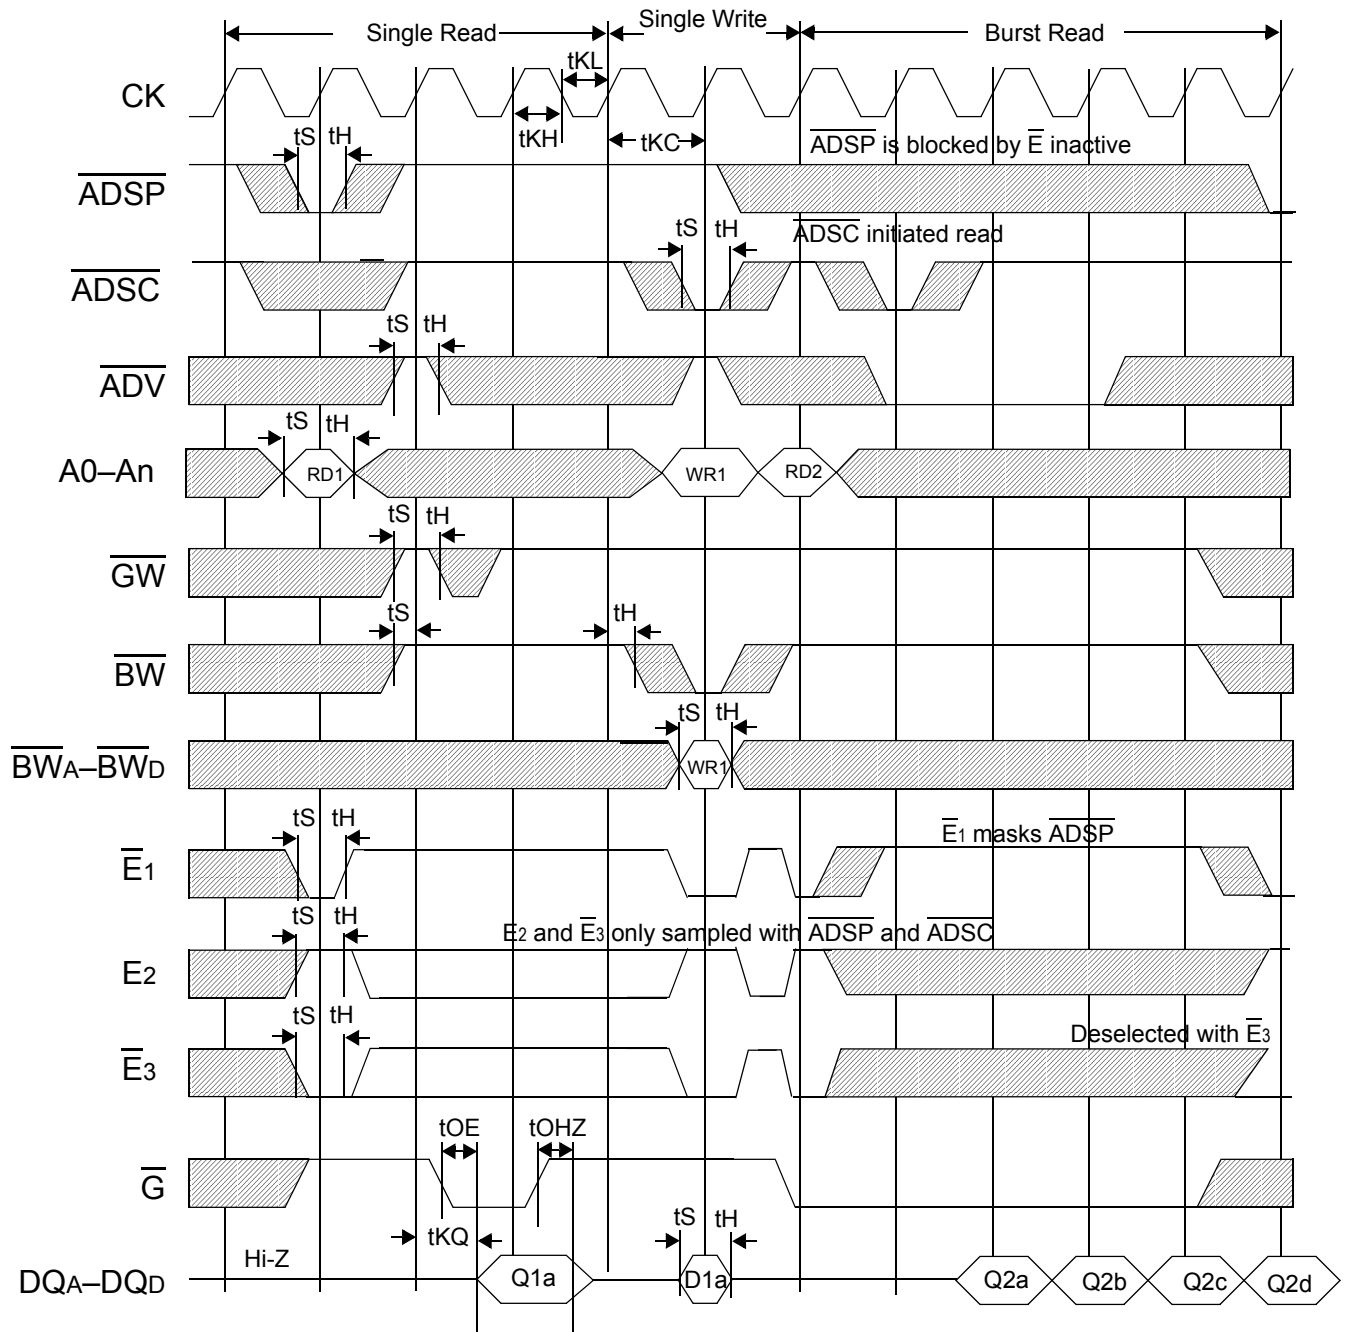 Single Read
Single Write
Burst Read
CK
tKL
tKH
tKC
ADSP
tS tH
ADSP is blocked by E inactive
ADSC
tS tH
ADSC initiated read
ADV
tS tH
A0–An
tS tH
RD1
WR1
RD2
GW
tS tH
BW
tS
tH
BWA–BWD
tS tH
WR1
E1
tS tH
E1 masks ADSP
E2
tS tH
E2 and E3 only sampled with ADSP and ADSC
E3
tS tH
Deselected with E3
G
tOE
tOHZ
tKQ
tS tH
DQA–DQD
Hi-Z
Q1a
D1a
Q2a
Q2b
Q2c
Q2d